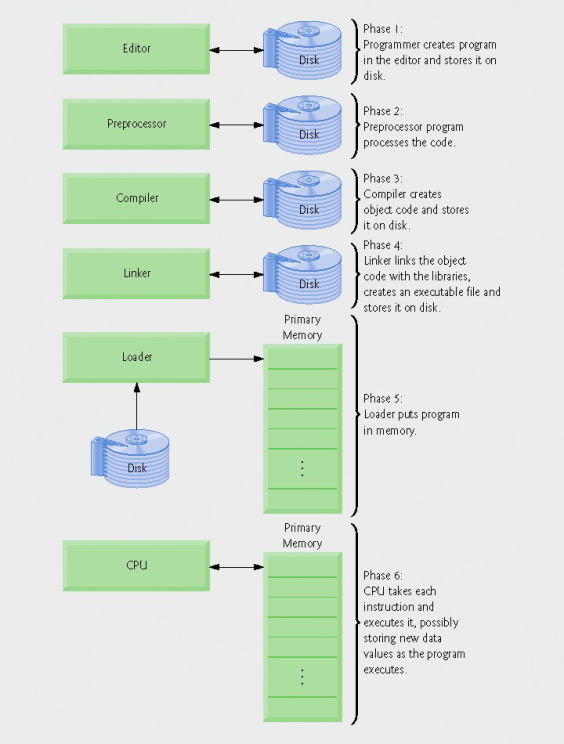 Editor
Disk
Phase 1:
Programmer creates program
in the editor and stores it on
disk.
Preprocessor
Disk
Phase 2:
Preprocessor program
processes the code.
Compiler
Disk
Phase 3:
Compiler creates
object code and stores
it on disk.
Linker
Disk
Phase 4:
Linker links the object
code with the libraries,
creates an executable file and
stores it on disk.
Primary
Memory
Loader
Disk
Phase 5:
Loader puts program
in memory.
Primary
Memory
CPU
Phase 6:
CPU takes each
instruction and
executes it, possibly
storing new data
values as the program
executes.